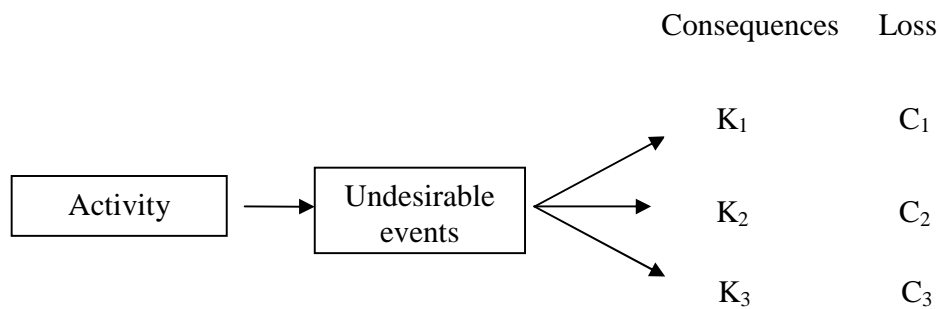 Consequences Loss
K₁ C₁
Activity
Undesirable
events
K₂ C₂
K₃ C₃